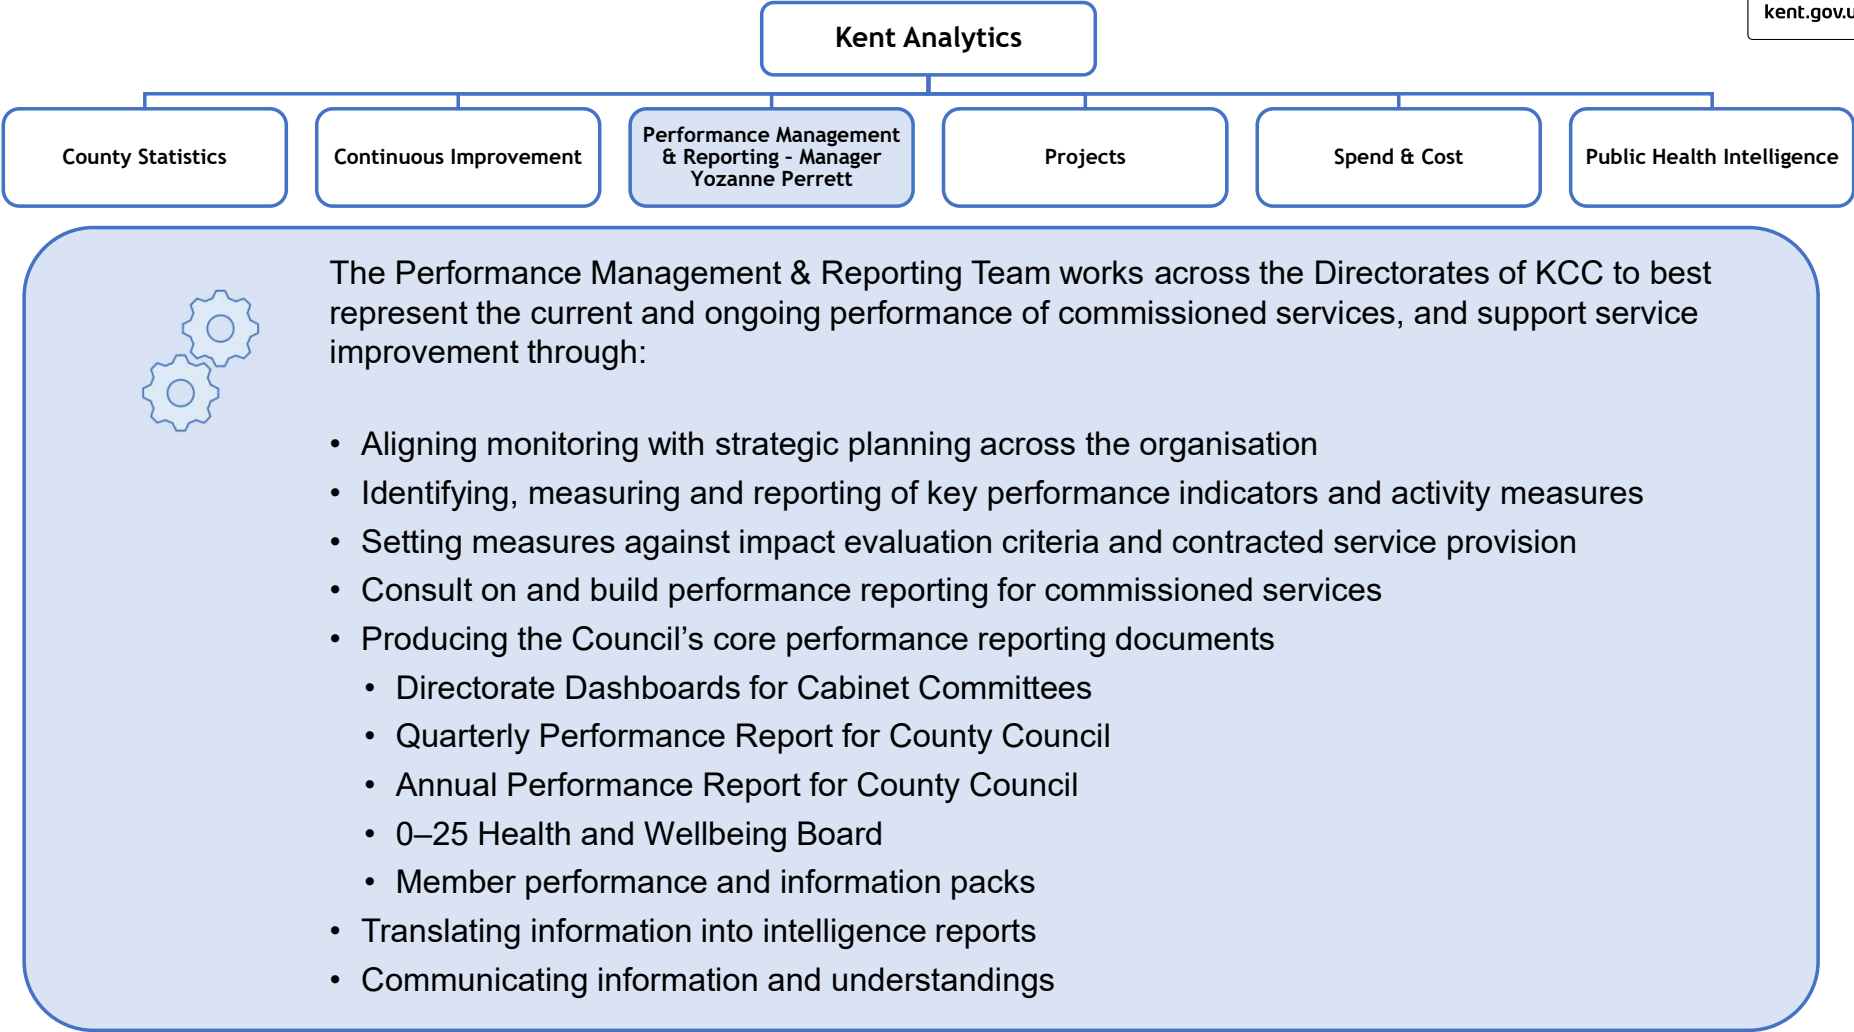 kent.gov.u
Kent Analytics
County Statistics
Continuous Improvement
Performance Management
& Reporting - Manager
Yozanne Perrett
Projects
Spend & Cost
Public Health Intelligence
The Performance Management & Reporting Team works across the Directorates of KCC to best
represent the current and ongoing performance of commissioned services, and support service
improvement through:
• Aligning monitoring with strategic planning across the organisation
• Identifying, measuring and reporting of key performance indicators and activity measures
• Setting measures against impact evaluation criteria and contracted service provision
• Consult on and build performance reporting for commissioned services
• Producing the Council’s core performance reporting documents
• Directorate Dashboards for Cabinet Committees
• Quarterly Performance Report for County Council
• Annual Performance Report for County Council
• 0–25 Health and Wellbeing Board
• Member performance and information packs
• Translating information into intelligence reports
• Communicating information and understandings